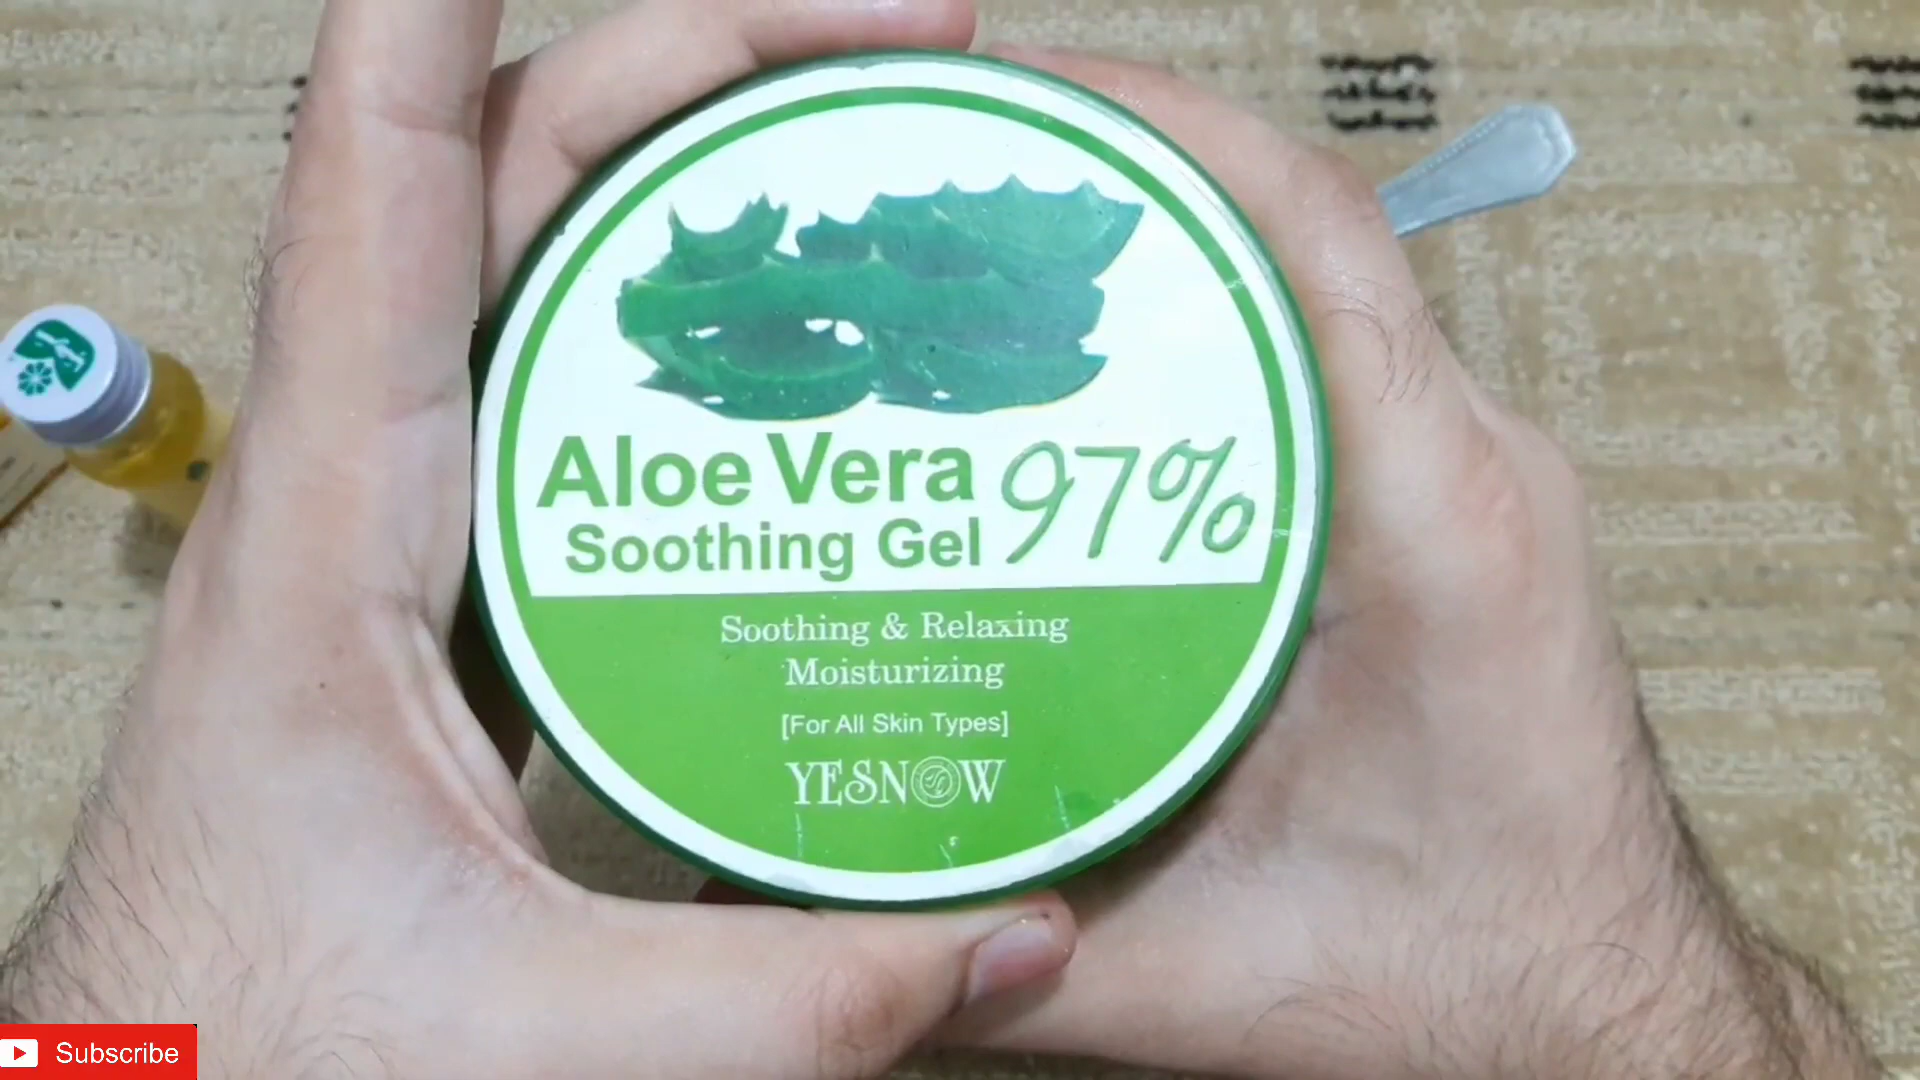 Aloe Vera 97%
Soothing Gel
Soothing & Relaxing
Moisturizing
[For All Skin Types]
YESNOW
Subscribe